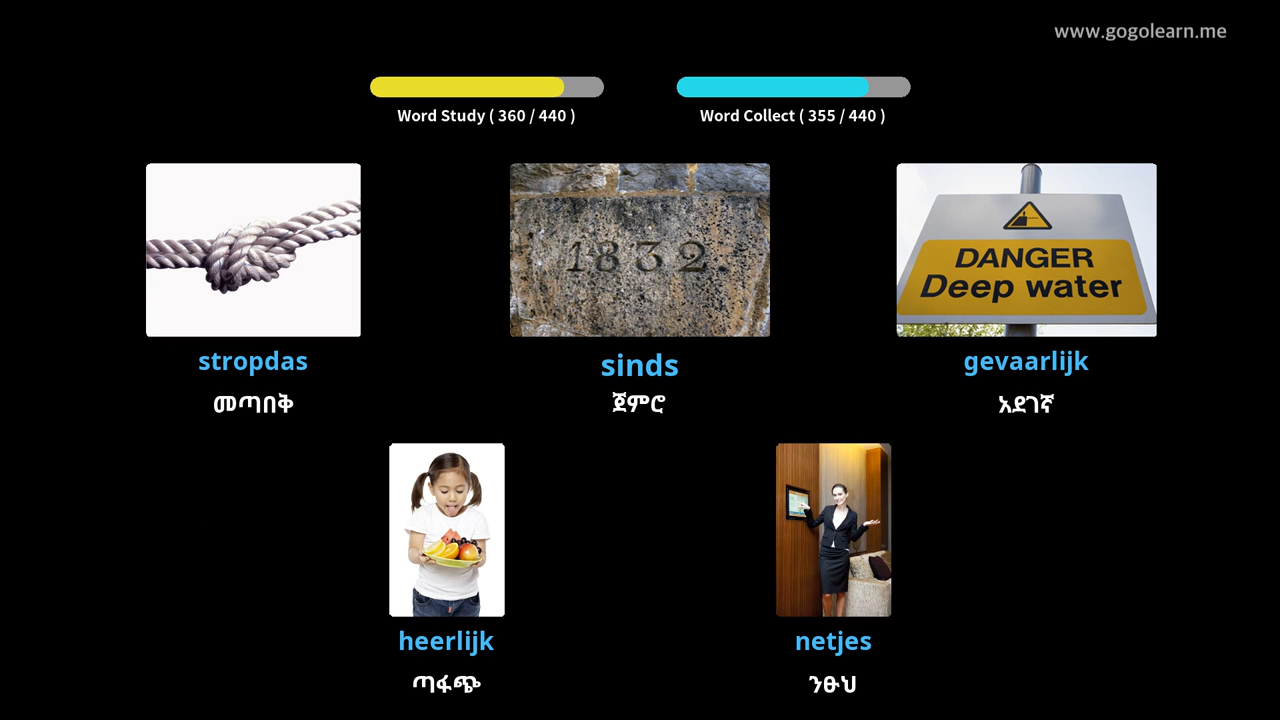 www.gogolearn.me
Word Study ( 360 / 440 )
Word Collect ( 355 / 440 )
1832.
DANGER
Deep water
stropdas
sinds
gevaarlijk
መጣበቅ
ጀምሮ
አደገኛ
heerlijk
netjes
ጣፋጭ
ንፁህ